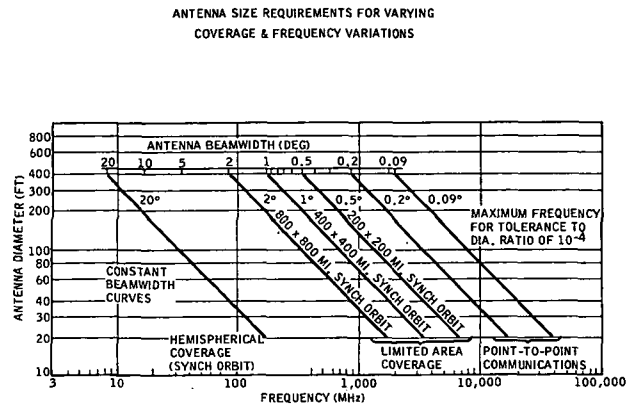 ANTENNA SIZE REQUIREMENTS FOR VARYING
COVERAGE & FREQUENCY VARIATIONS
ANTENNA DIAMETER (FT)
800
600
400
300
200
100
80
60
40
30
20
10
ANTENNA BEAMWIDTH (DEG)
20 10 5 2 1 0.5 0.2 0.09
20° 2° 1° 0.5° 0.2° 0.09°
800 x 800 MI, SYNCH ORBIT
400 x 400 MI, SYNCH ORBIT
200 x 200 MI, SYNCH ORBIT
MAXIMUM FREQUENCY
FOR TOLERANCE TO
DIA. RATIO OF 10-4
CONSTANT
BEAMWIDTH
CURVES
HEMISPHERICAL
COVERAGE
(SYNCH ORBIT)
LIMITED AREA
COVERAGE
POINT-TO-POINT
COMMUNICATIONS
3 10 100 1,000 10,000 100,000
FREQUENCY (MHz)